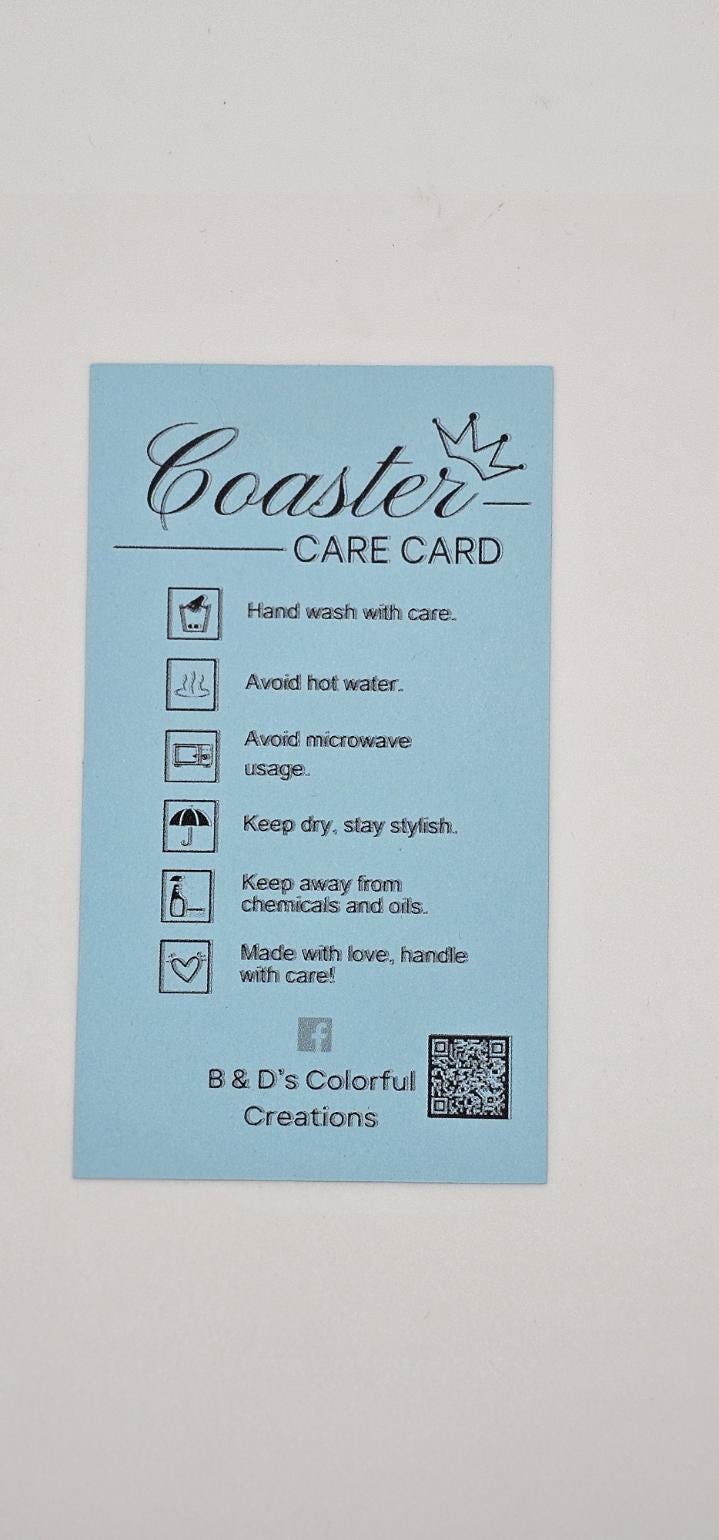 Coaster
CARE CARD
Hand wash with care.
Avoid hot water.
Avoid microwave
usage.
Keep dry, stay stylish.
Keep away from
chemicals and oils.
Made with love, handle
with care!
f
B & D's Colorful
Creations